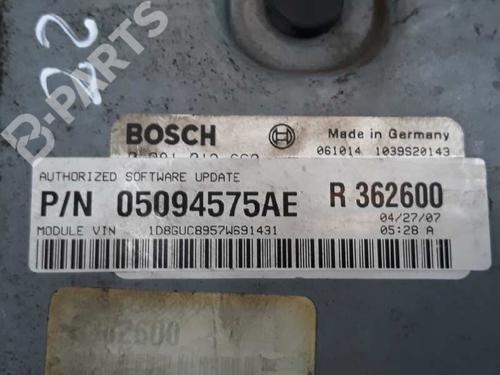 B-PARTS
BOSCH
Made in Germany
061014 1039S20143
AUTHORIZED SOFTWARE UPDATE
P/N 05094575AE R 362600
04/27/07
MODULE VIN 1D8GUC8957W691431 05:28 A
362600